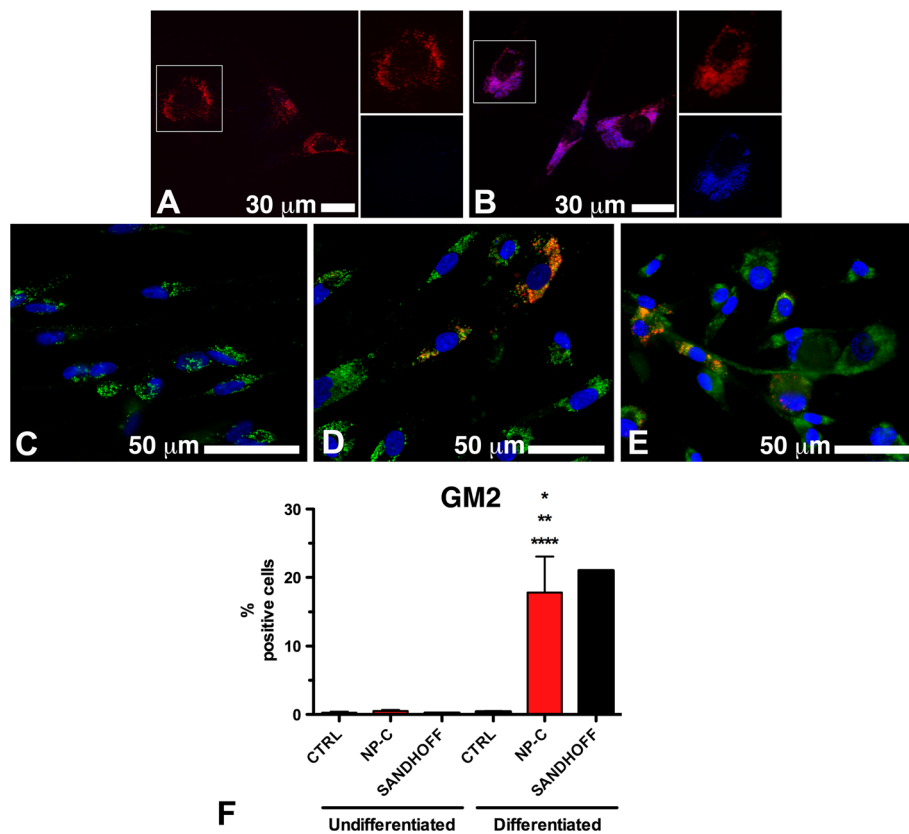 A 30 μm
B 30 μm
C 50 μm
D 50 μm
E 50 μm
GM2
*
**
****
30
20
10
0
%
positive cells
CTRL
NP-C
SANDHOFF
CTRL
NP-C
SANDHOFF
Undifferentiated
Differentiated
F